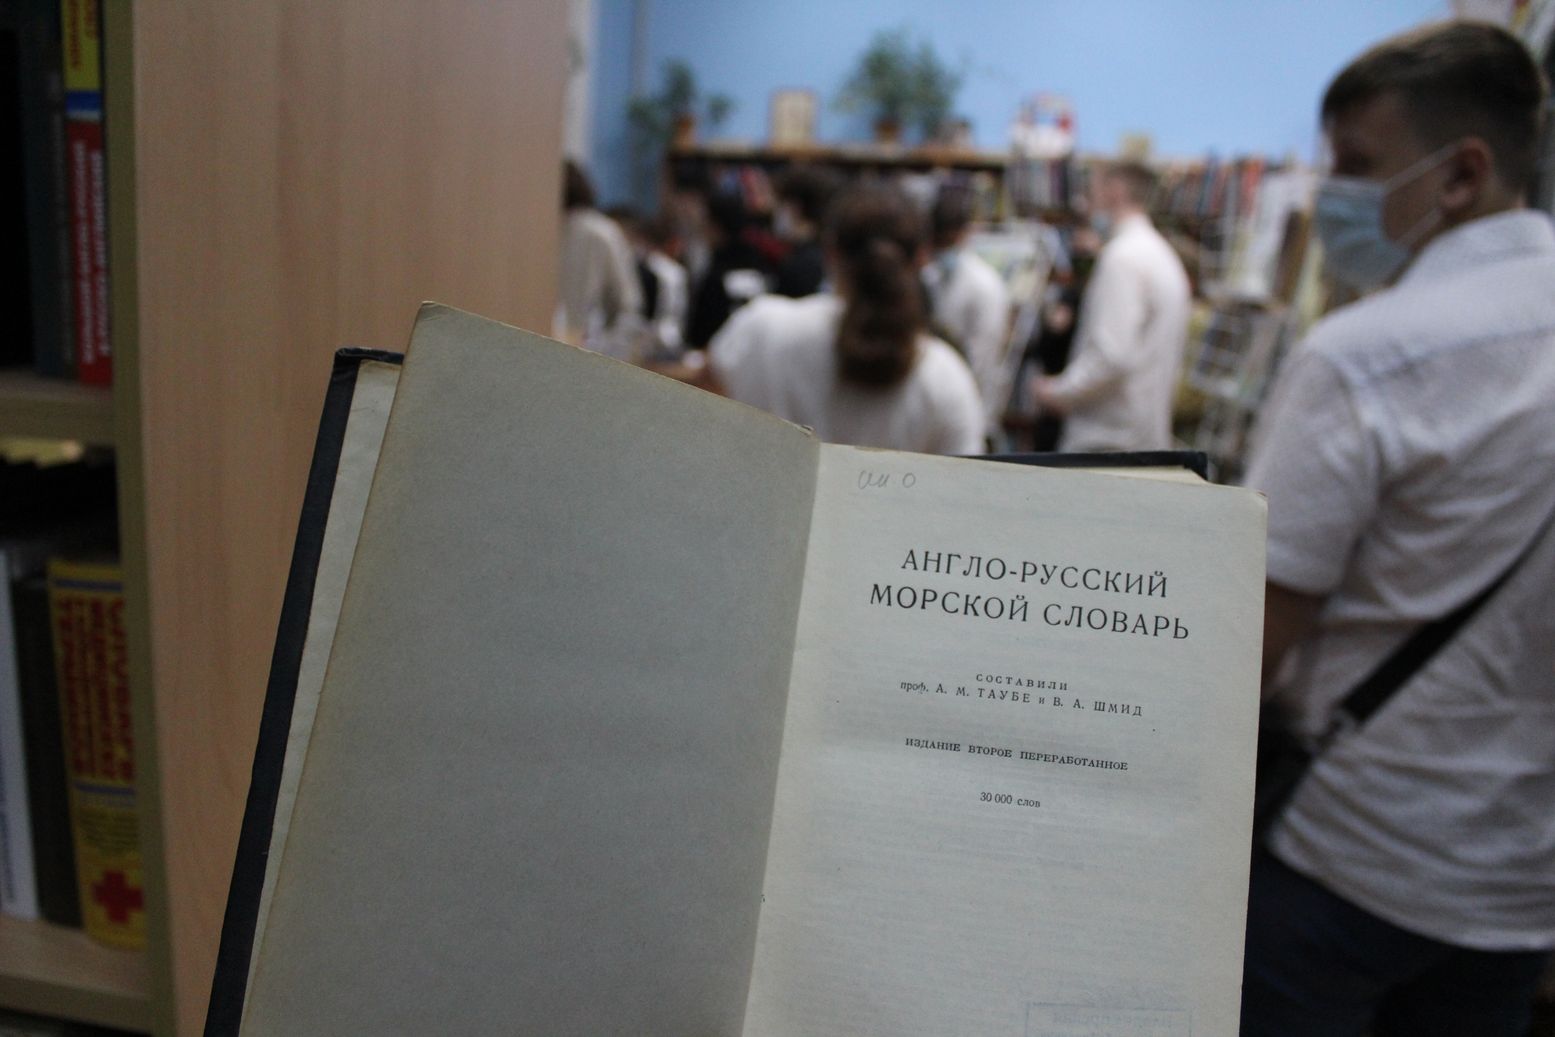 АНГЛО-РУССКИЙ
МОРСКОЙ СЛОВАРЬ
СОСТАВИЛИ
проф. А. М. ТАУБЕ и В. А. ШМИД
ИЗДАНИЕ ВТОРОЕ ПЕРЕРАБОТАННОЕ
30 000 слов